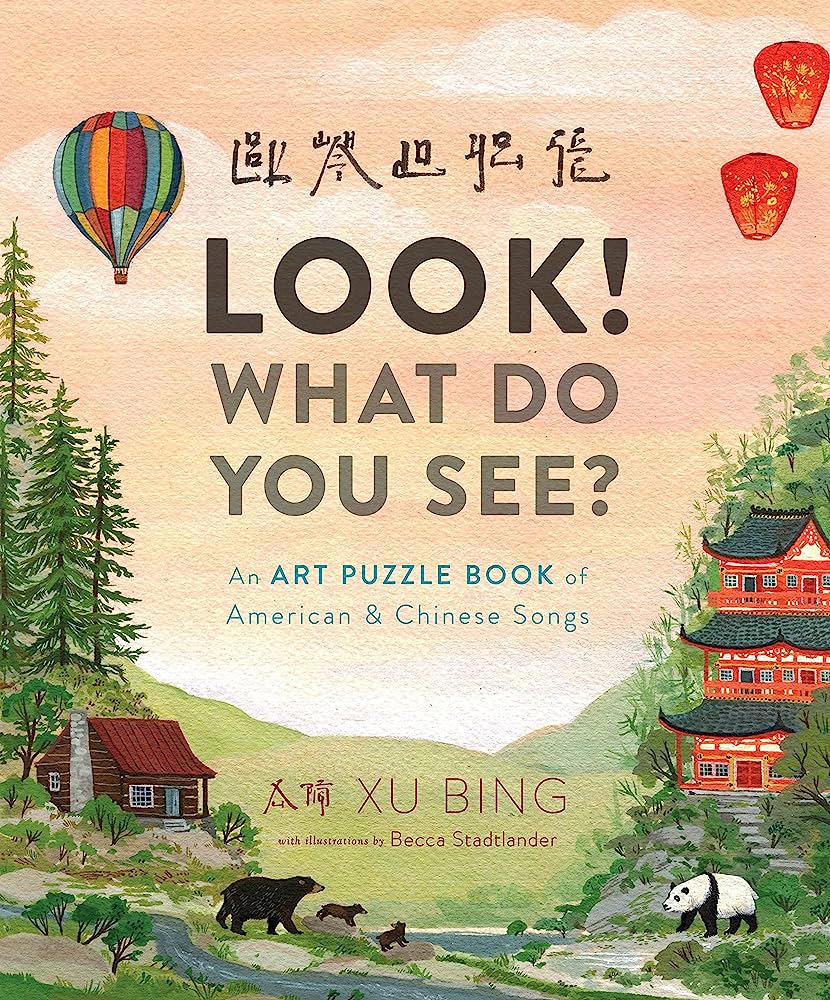 LOOK!
WHAT DO
YOU SEE?
An ART PUZZLE BOOK of
American & Chinese Songs
XU BING
with illustrations by Becca Stadtlander